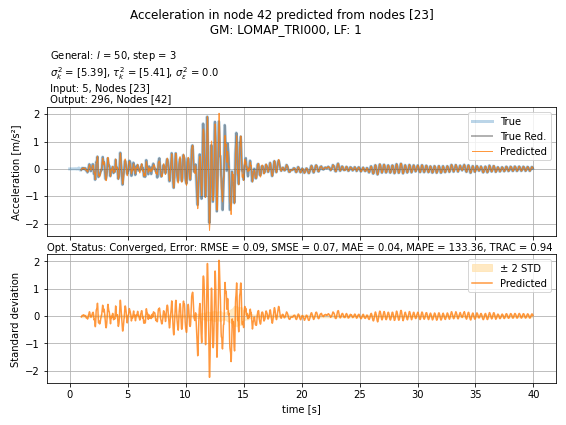 Acceleration in node 42 predicted from nodes [23]
GM: LOMAP_TRI000, LF: 1
General: l = 50, step = 3
σ²ₖ = [5.39], τ²ₖ = [5.41], σ²ε = 0.0
Input: 5, Nodes [23]
Output: 296, Nodes [42]
Acceleration [m/s²]
2
1
0
−1
−2
True
True Red.
Predicted
Opt. Status: Converged, Error: RMSE = 0.09, SMSE = 0.07, MAE = 0.04, MAPE = 133.36, TRAC = 0.94
Standard deviation
2
1
0
−1
−2
± 2 STD
Predicted
0 5 10 15 20 25 30 35 40
time [s]